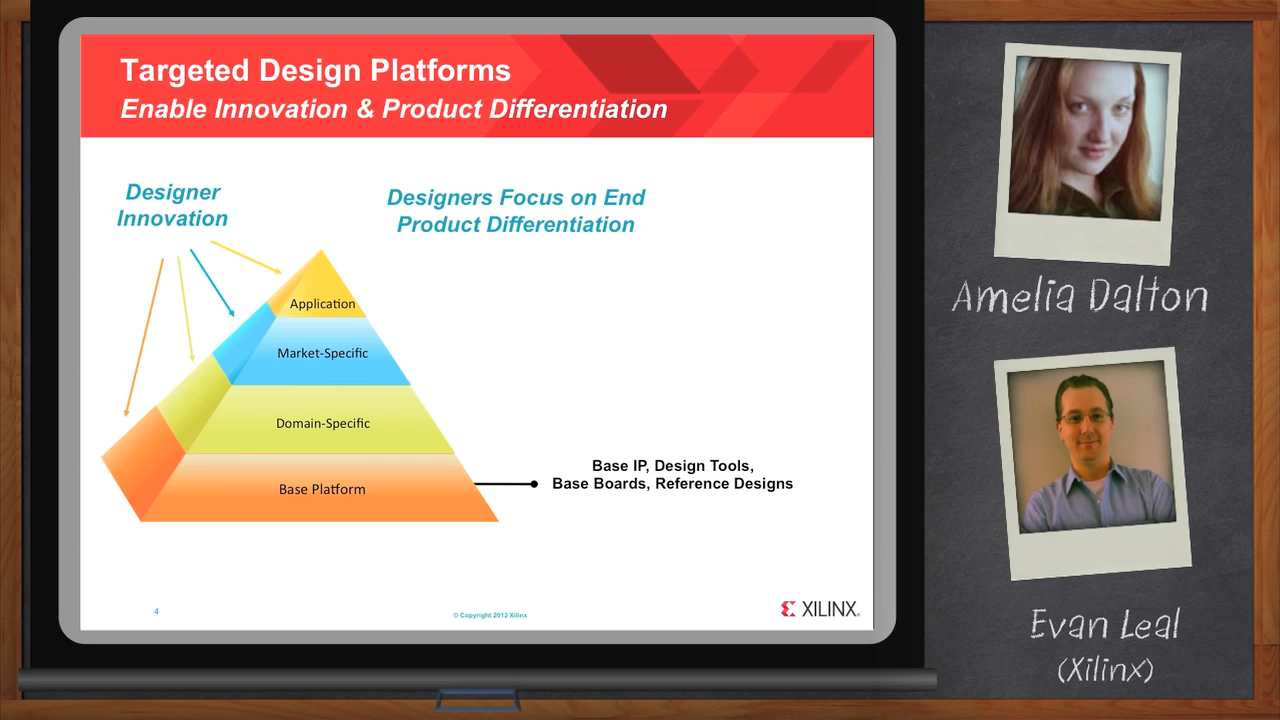 Targeted Design Platforms
Enable Innovation & Product Differentiation
Designer
Innovation
Designers Focus on End
Product Differentiation
Application
Market-Specific
Domain-Specific
Base Platform
Base IP, Design Tools,
Base Boards, Reference Designs
4
© Copyright 2012 Xilinx
XILINX®
Amelia Dalton
Evan Leal
(Xilinx)